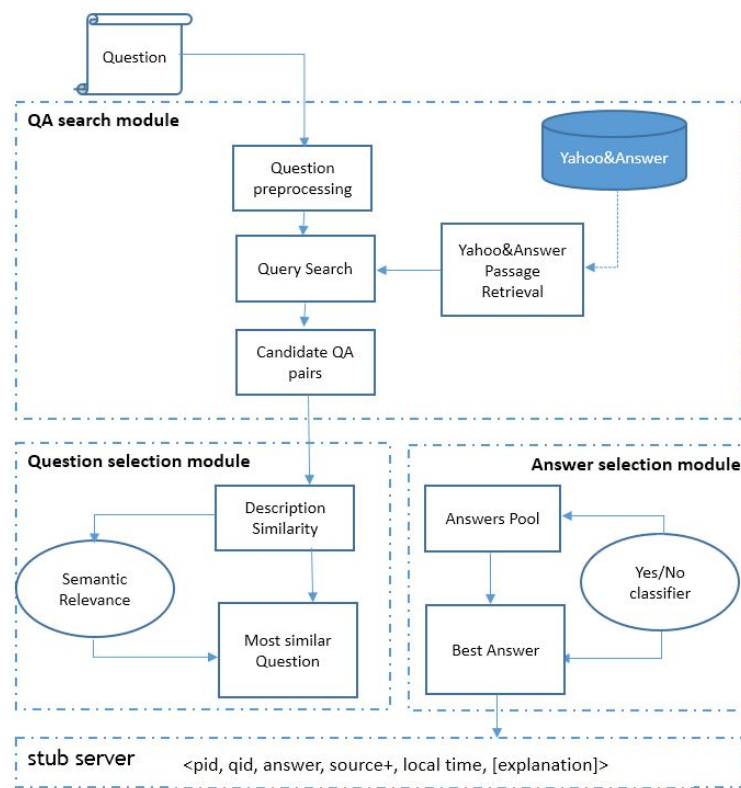 Question
QA search module
Yahoo&Answer
Question
preprocessing
Query Search
Yahoo&Answer
Passage
Retrieval
Candidate QA
pairs
Question selection module
Description
Similarity
Semantic
Relevance
Most similar
Question
Answer selection module
Answers Pool
Yes/No
classifier
Best Answer
stub server
<pid, qid, answer, source+, local time, [explanation]>